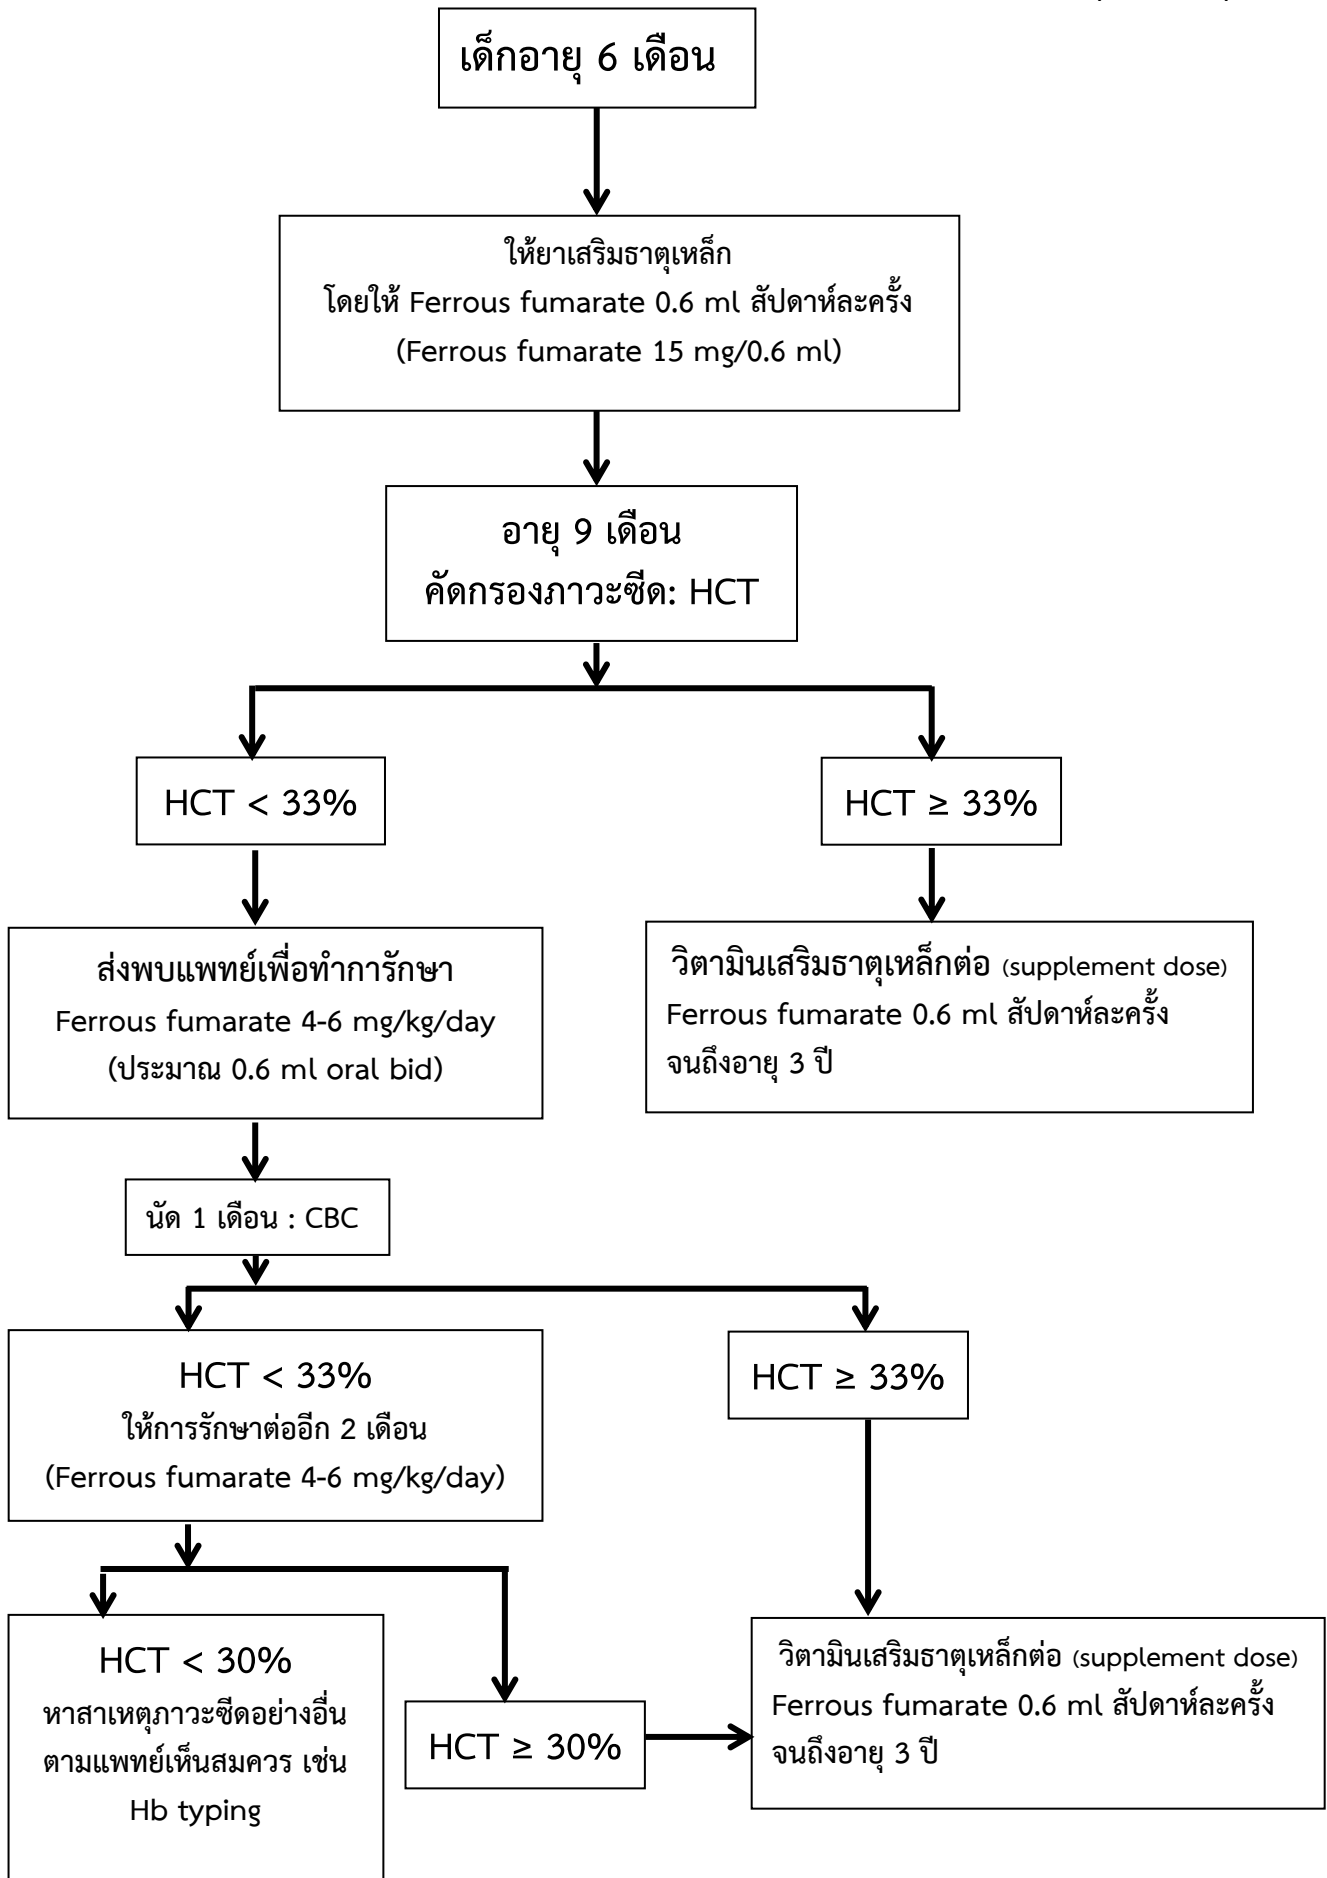 เด็กอายุ 6 เดือน
ให้ยาเสริมธาตุเหล็ก
โดยให้ Ferrous fumarate 0.6 ml สัปดาห์ละครั้ง
(Ferrous fumarate 15 mg/0.6 ml)
อายุ 9 เดือน
คัดกรองภาวะซีด: HCT
HCT < 33%
HCT ≥ 33%
ส่งพบแพทย์เพื่อทำการักษา
Ferrous fumarate 4-6 mg/kg/day
(ประมาณ 0.6 ml oral bid)
วิตามินเสริมธาตุเหล็กต่อ (supplement dose)
Ferrous fumarate 0.6 ml สัปดาห์ละครั้ง
จนถึงอายุ 3 ปี
นัด 1 เดือน : CBC
HCT < 33%
ให้การรักษาต่ออีก 2 เดือน
(Ferrous fumarate 4-6 mg/kg/day)
HCT ≥ 33%
HCT < 30%
หาสาเหตุภาวะซีดอย่างอื่น
ตามแพทย์เห็นสมควร เช่น
Hb typing
HCT ≥ 30%
วิตามินเสริมธาตุเหล็กต่อ (supplement dose)
Ferrous fumarate 0.6 ml สัปดาห์ละครั้ง
จนถึงอายุ 3 ปี